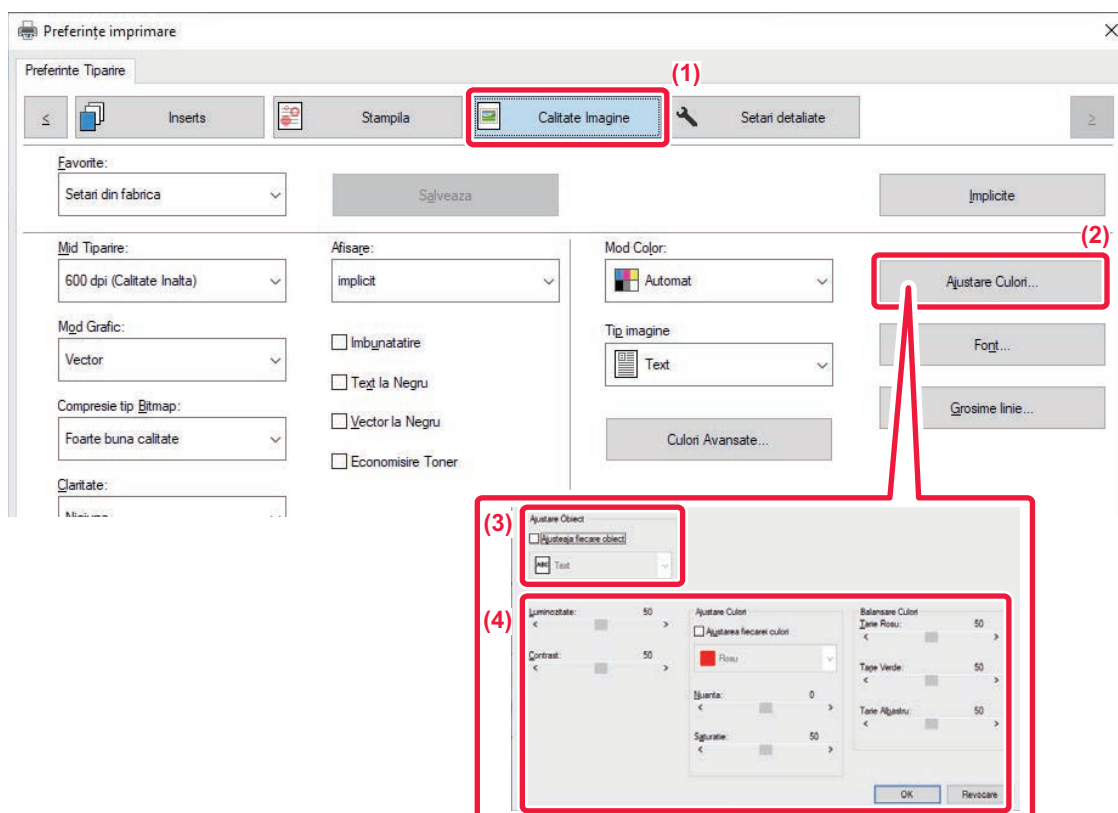 Preferințe imprimare
Preferinte Tiparire
(1)
< Inserts Stampila Calitate Imagine Setari detaliate >
Favorite:
Setari din fabrica Salveaza Implicite
(2)
Mid Tiparire: Afisare: Mod Color:
600 dpi (Calitate Inalta) implicit Automat Ajustare Culori...
Mod Grafic: Imbunatatire Tip imagine
Vector Text Font...
Text la Negru
Compresie tip Bitmap: Vector la Negru Grosime linie...
Foarte buna calitate Culori Avansate...
Economisire Toner
Claritate:
(3) Ajustare Obiect
Ajusteaja fiecare obiect
ABC Text
(4) Luminozitate: 50 Ajustare Culori Balansare Culori
Ajustarea fiecarei culori Tarie Rosu: 50
Contrast: 50 Rosu
Tarie Verde: 50
Nuanta: 0
Tarie Albastru: 50
Saturatie: 50
OK Revocare